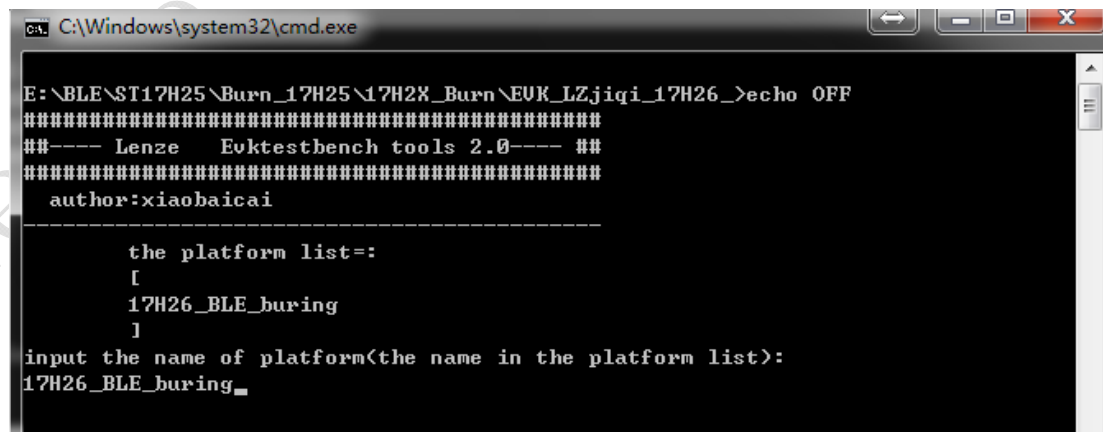 C:\Windows\system32\cmd.exe
E:\BLE\ST17H25\Burn_17H25\17H2X_Burn\EVK_LZjiqi_17H26_>echo OFF
############################################
##---- Lenze   Evktestbench tools 2.0---- ##
############################################
author:xiaobaicai
--------------------------------------------
the platform list=:
[
17H26_BLE_buring
]
input the name of platform(the name in the platform list):
17H26_BLE_buring_